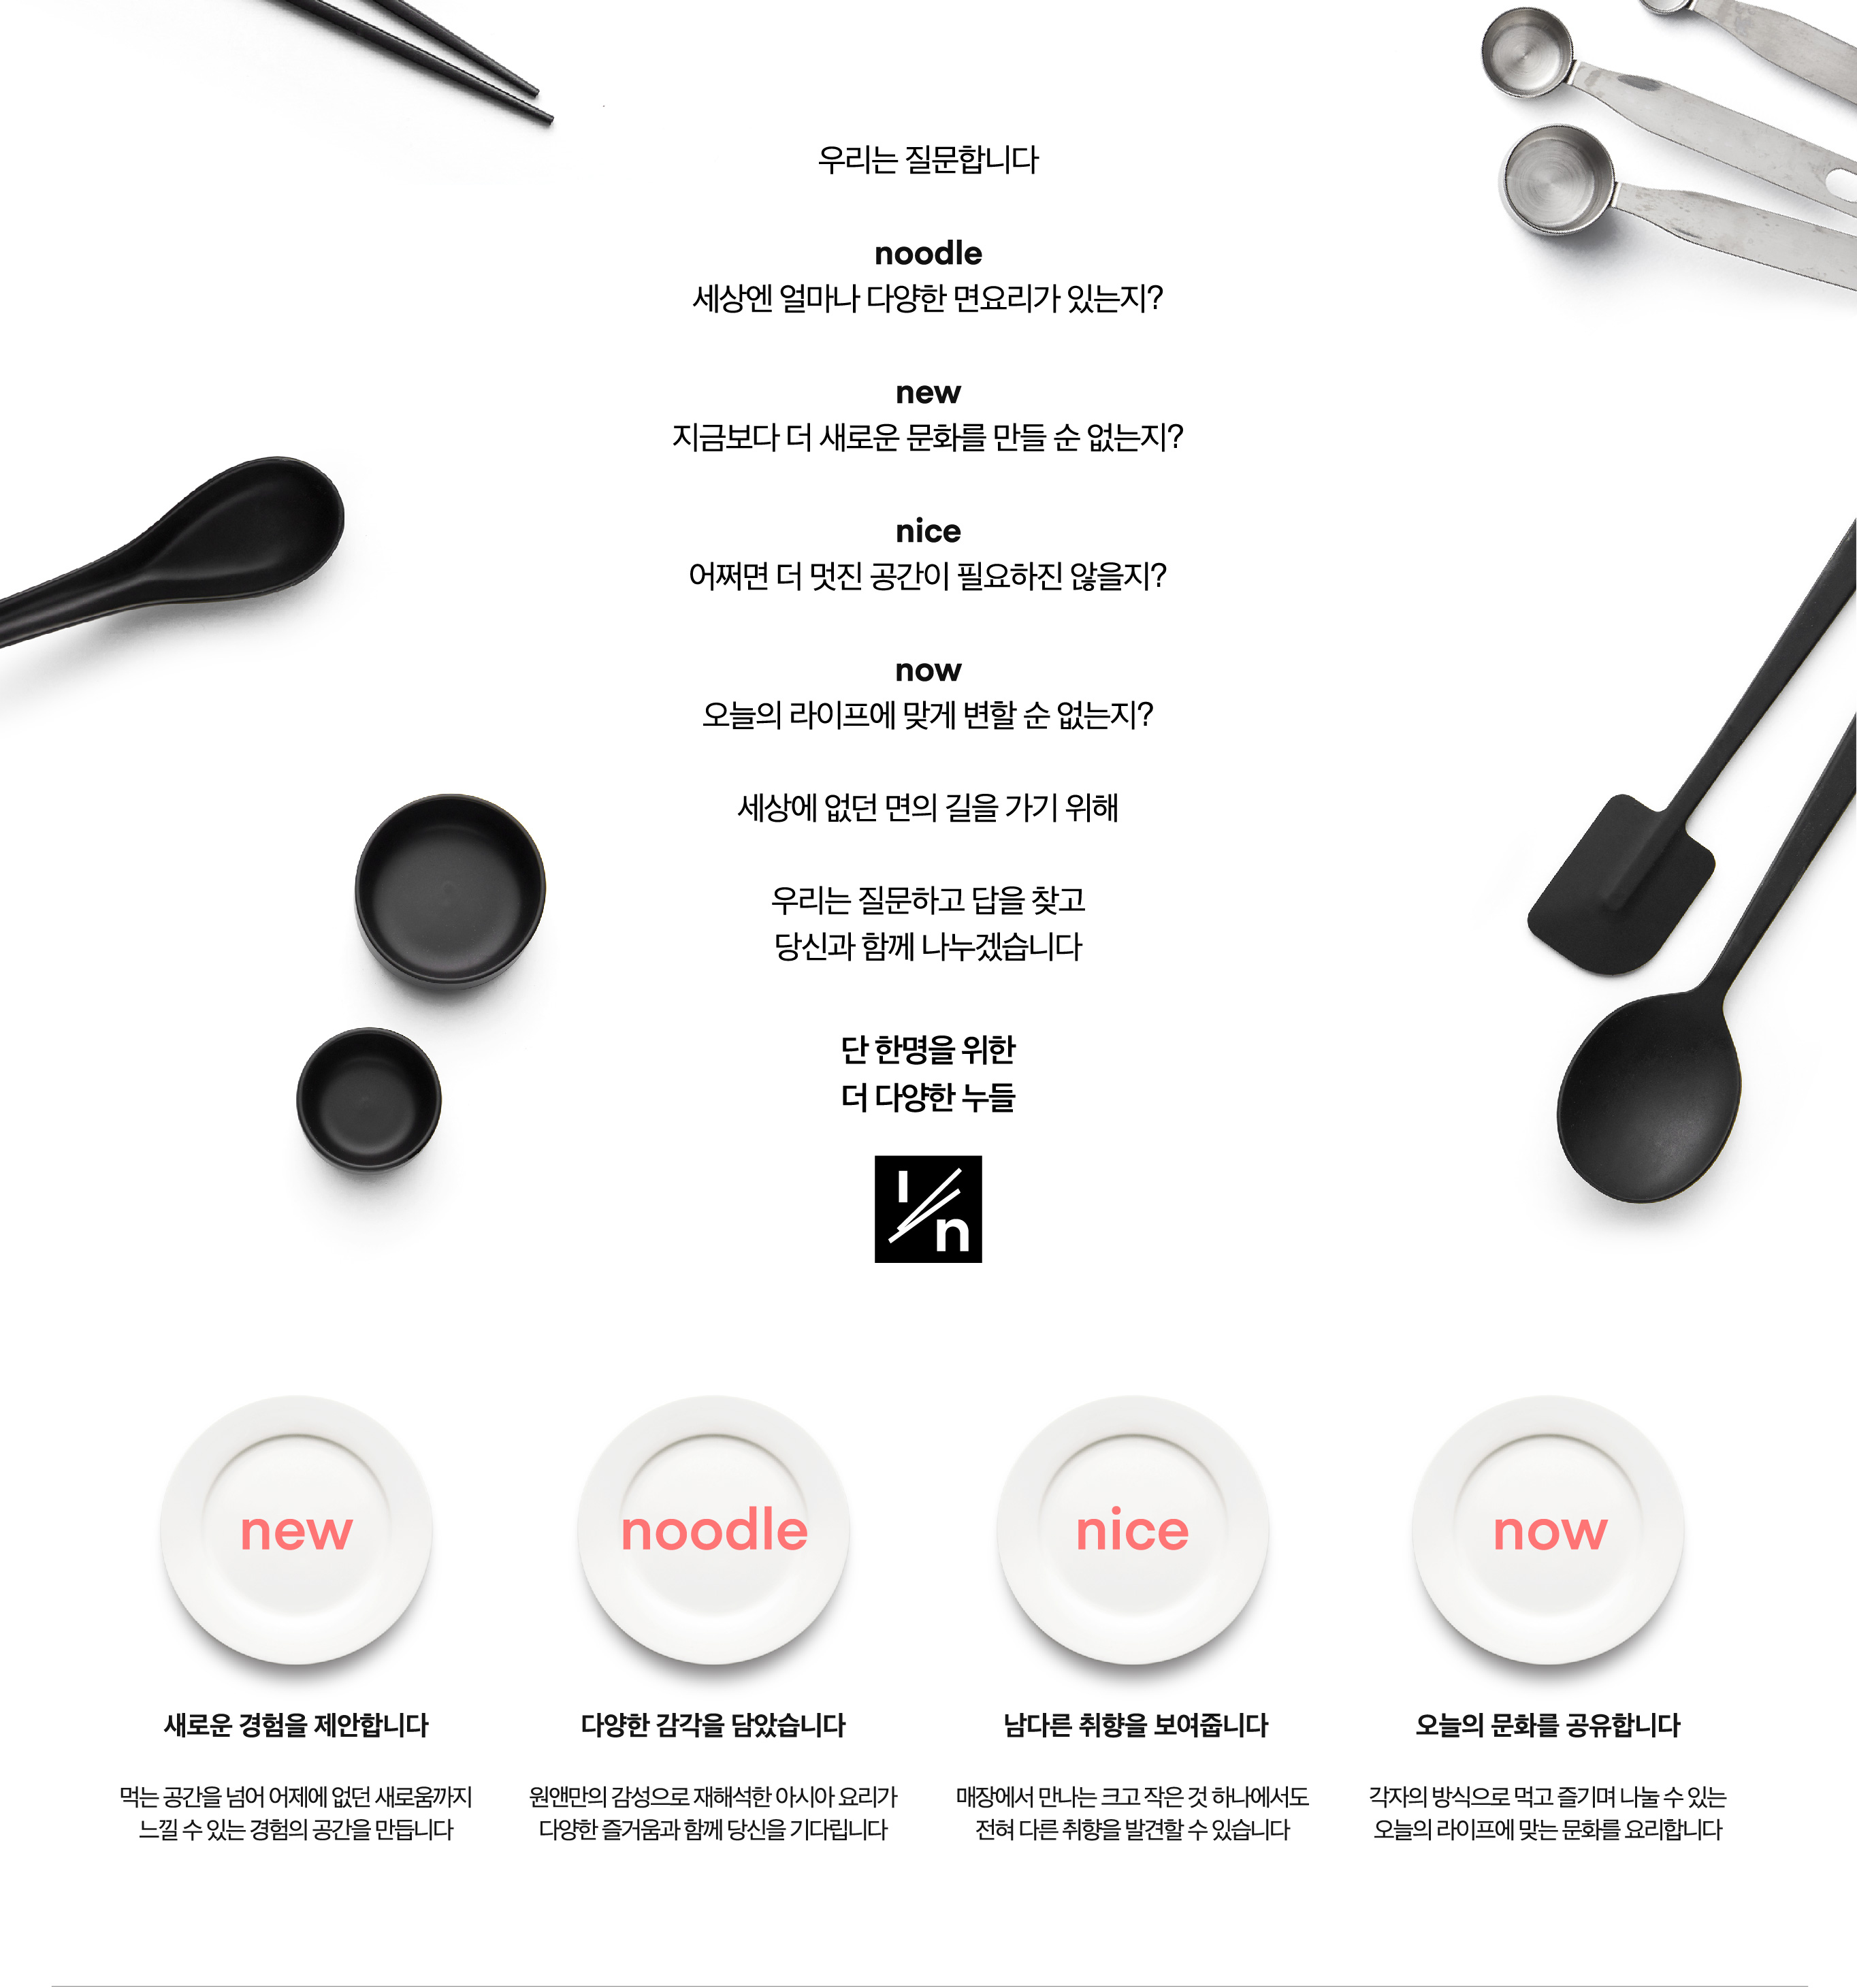 우리는 질문합니다
noodle
세상엔 얼마나 다양한 면요리가 있는지?
new
지금보다 더 새로운 문화를 만들 순 없는지?
nice
어쩌면 더 멋진 공간이 필요하진 않을지?
now
오늘의 라이프에 맞게 변할 순 없는지?
세상에 없던 면의 길을 가기 위해
우리는 질문하고 답을 찾고
당신과 함께 나누겠습니다
단 한명을 위한
더 다양한 누들
1/n
new
noodle
nice
now
새로운 경험을 제안합니다
먹는 공간을 넘어 어제에 없던 새로움까지
느낄 수 있는 경험의 공간을 만듭니다
다양한 감각을 담았습니다
원앤만의 감성으로 재해석한 아시아 요리가
다양한 즐거움과 함께 당신을 기다립니다
남다른 취향을 보여줍니다
매장에서 만나는 크고 작은 것 하나에서도
전혀 다른 취향을 발견할 수 있습니다
오늘의 문화를 공유합니다
각자의 방식으로 먹고 즐기며 나눌 수 있는
오늘의 라이프에 맞는 문화를 요리합니다